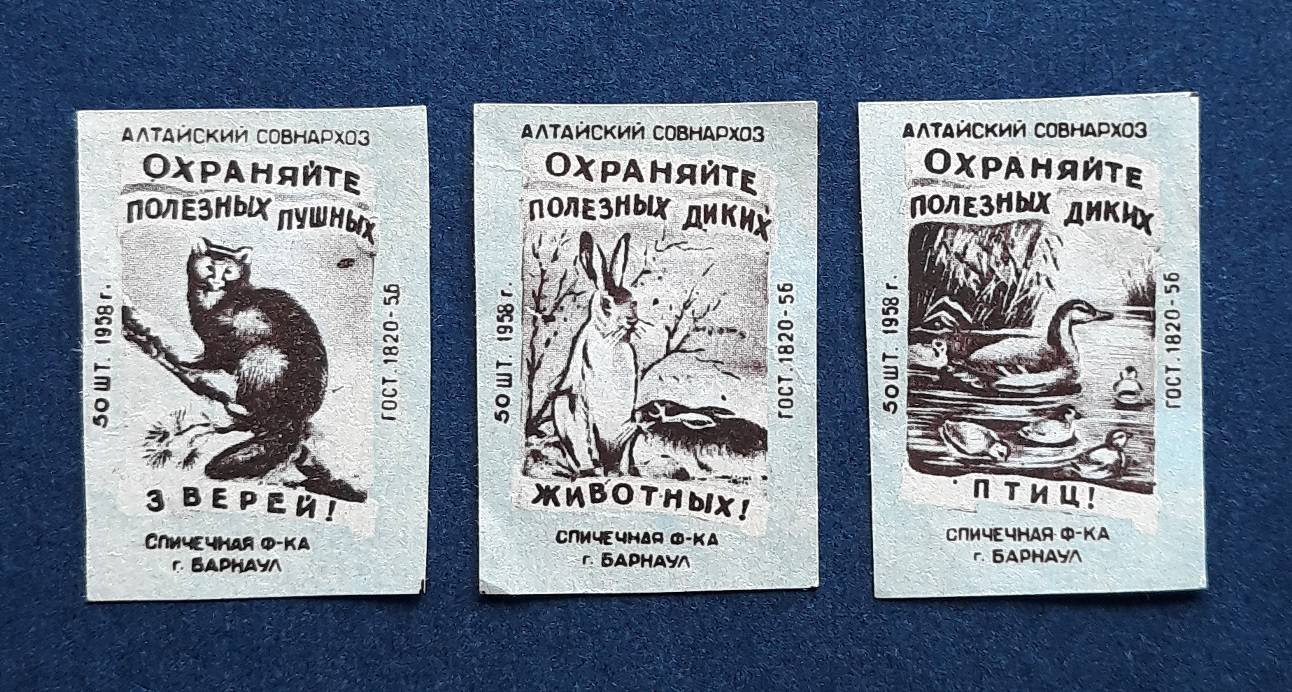 АЛТАЙСКИЙ СОВНАРХОЗ
ОХРАНЯЙТЕ
ПОЛЕЗНЫХ ПУШНЫХ
50 ШТ. 1958 г.
ГОСТ. 1820-56
ЗВЕРЕЙ!
СПИЧЕЧНАЯ Ф-КА
г. БАРНАУЛ
АЛТАЙСКИЙ СОВНАРХОЗ
ОХРАНЯЙТЕ
ПОЛЕЗНЫХ ДИКИХ
50 ШТ. 1958 г.
ГОСТ. 1820-56
ЖИВОТНЫХ!
СПИЧЕЧНАЯ Ф-КА
г. БАРНАУЛ
АЛТАЙСКИЙ СОВНАРХОЗ
ОХРАНЯЙТЕ
ПОЛЕЗНЫХ ДИКИХ
50 ШТ. 1958 г.
ГОСТ. 1820-56
ПТИЦ!
СПИЧЕЧНАЯ Ф-КА
г. БАРНАУЛ